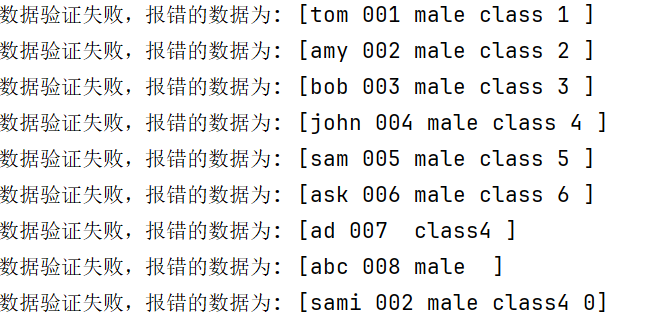 数据验证失败，报错的数据为: [tom 001 male class 1 ]
数据验证失败，报错的数据为: [amy 002 male class 2 ]
数据验证失败，报错的数据为: [bob 003 male class 3 ]
数据验证失败，报错的数据为: [john 004 male class 4 ]
数据验证失败，报错的数据为: [sam 005 male class 5 ]
数据验证失败，报错的数据为: [ask 006 male class 6 ]
数据验证失败，报错的数据为: [ad 007  class4 ]
数据验证失败，报错的数据为: [abc 008 male  ]
数据验证失败，报错的数据为: [sami 002 male class4 0]